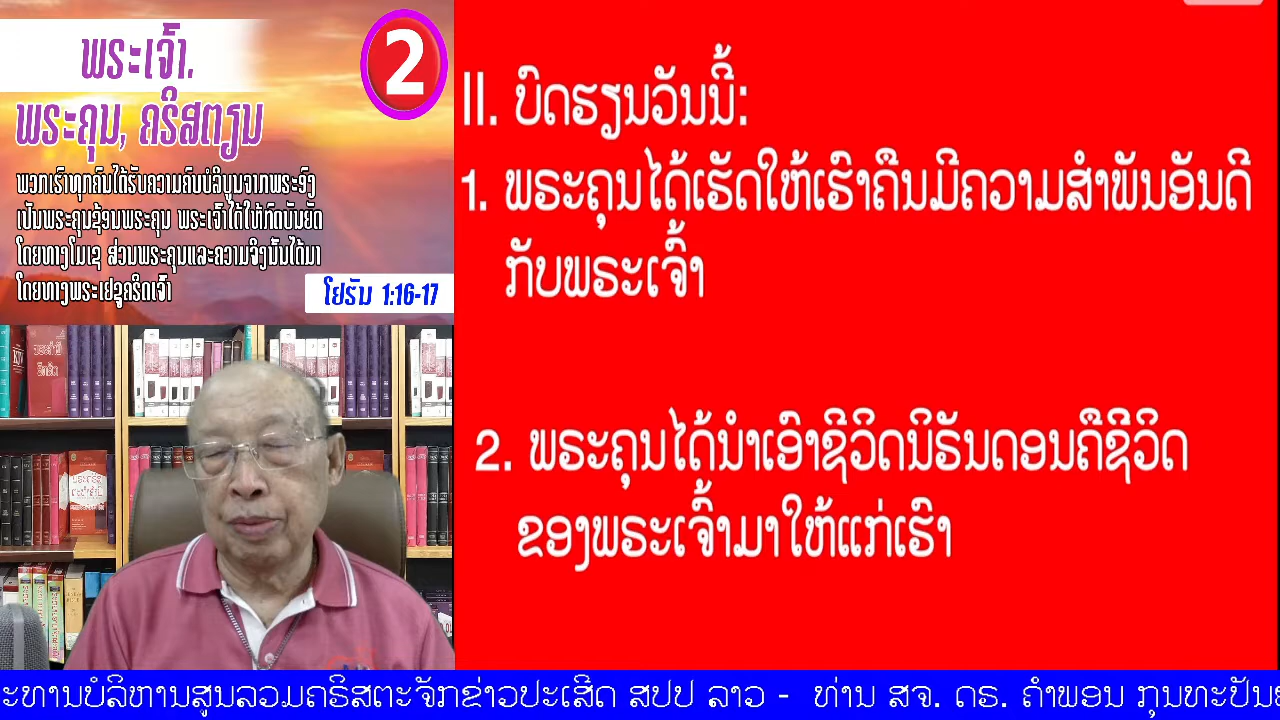 ພຣະເຈົ້າ.
ພຣະຄຸນ, ຄຣິສຕຽນ
2
ພວກເຮົາທຸກຄົນໄດ້ຮັບຄວາມຄົບບໍລິບູນຈາກພຣະອົງ
ເປັນພຣະຄຸນຊ້ອນພຣະຄຸນ ພຣະເຈົ້າໄດ້ໃຫ້ກົດບັນຍັດ
ໂດຍທາງໂມເຊ ສ່ວນພຣະຄຸນແລະຄວາມຈິງນັ້ນໄດ້ມາ
ໂດຍທາງພຣະເຢຊູຄຣິດເຈົ້າ
ໂຢຮັນ 1:16-17
II. ບົດຮຽນວັນນີ້:
1. ພຣະຄຸນໄດ້ເຮັດໃຫ້ເຮົາຄືນມີຄວາມສຳພັນອັນດີ
ກັບພຣະເຈົ້າ
2. ພຣະຄຸນໄດ້ນຳເອົາຊີວິດນິຣັນດອນຄືຊີວິດ
ຂອງພຣະເຈົ້າມາໃຫ້ແກ່ເຮົາ
ະທານບໍລິຫານສູນລວມຄຣິສຕະຈັກຂ່າວປະເສີດ ສປປ ລາວ - ທ່ານ ສຈ. ດຣ. ຄຳພອນ ກຸນທະປັນຍ